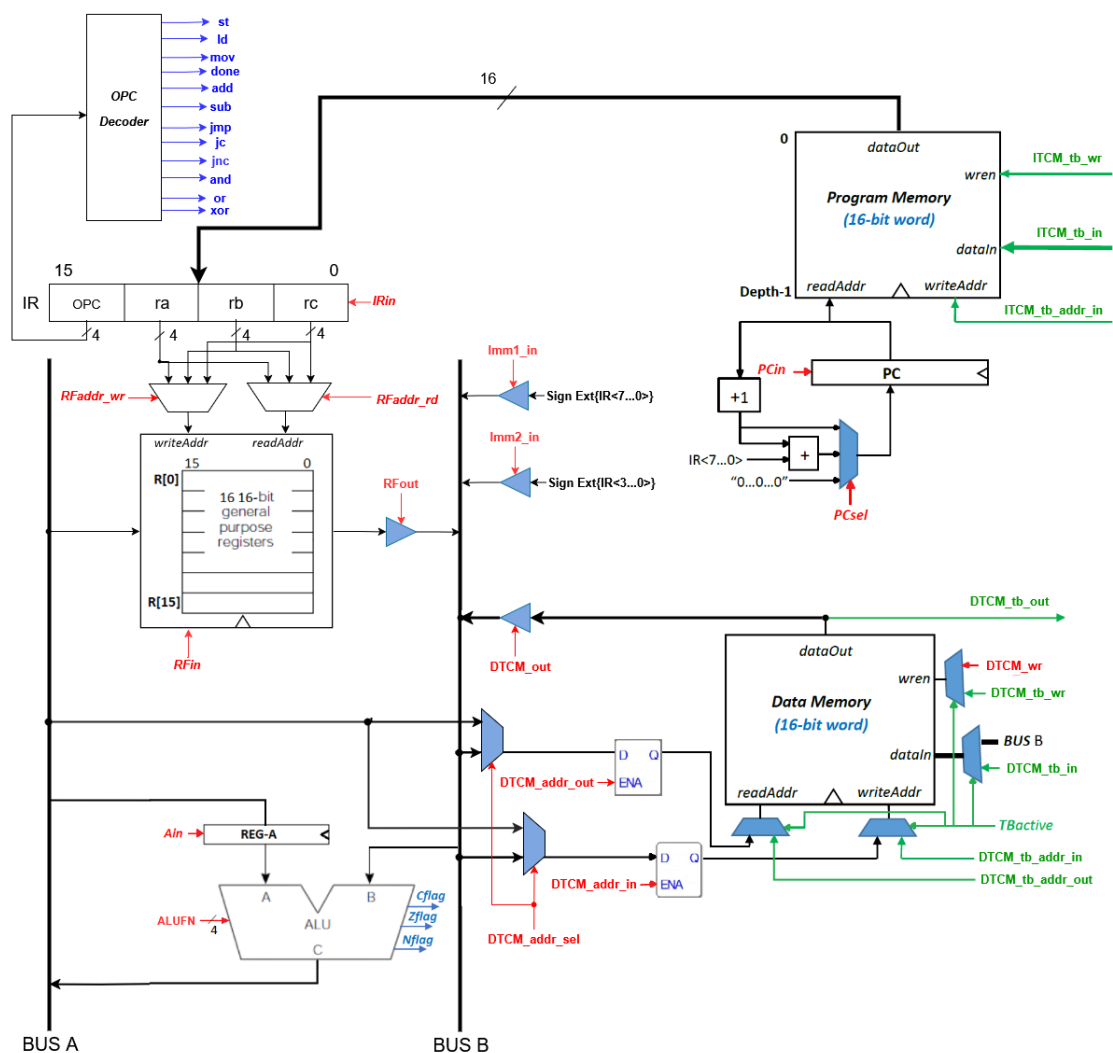 st
ld
mov
done
add
sub
jmp
jc
jnc
and
or
xor
OPC
Decoder
16
0
dataOut
wren
Program Memory
(16-bit word)
dataIn
readAddr
writeAddr
Depth-1
ITCM_tb_wr
ITCM_tb_in
ITCM_tb_addr_in
15
0
IR
OPC
ra
rb
rc
IRin
4
4
4
4
RFaddr_wr
RFaddr_rd
writeAddr
readAddr
15
0
R[0]
16 16-bit
general
purpose
registers
R[15]
RFin
RFout
Imm1_in
Sign Ext{IR<7...0>}
Imm2_in
Sign Ext{IR<3...0>}
PCin
PC
+1
+
IR<7...0>
"0...0...0"
PCsel
DTCM_out
DTCM_tb_out
dataOut
wren
Data Memory
(16-bit word)
dataIn
readAddr
writeAddr
DTCM_wr
DTCM_tb_wr
BUS B
DTCM_tb_in
TBactive
DTCM_tb_addr_in
DTCM_tb_addr_out
D
Q
ENA
DTCM_addr_out
D
Q
ENA
DTCM_addr_in
DTCM_addr_sel
Ain
REG-A
A
B
ALU
C
ALUFN
4
Cflag
Zflag
Nflag
BUS A
BUS B